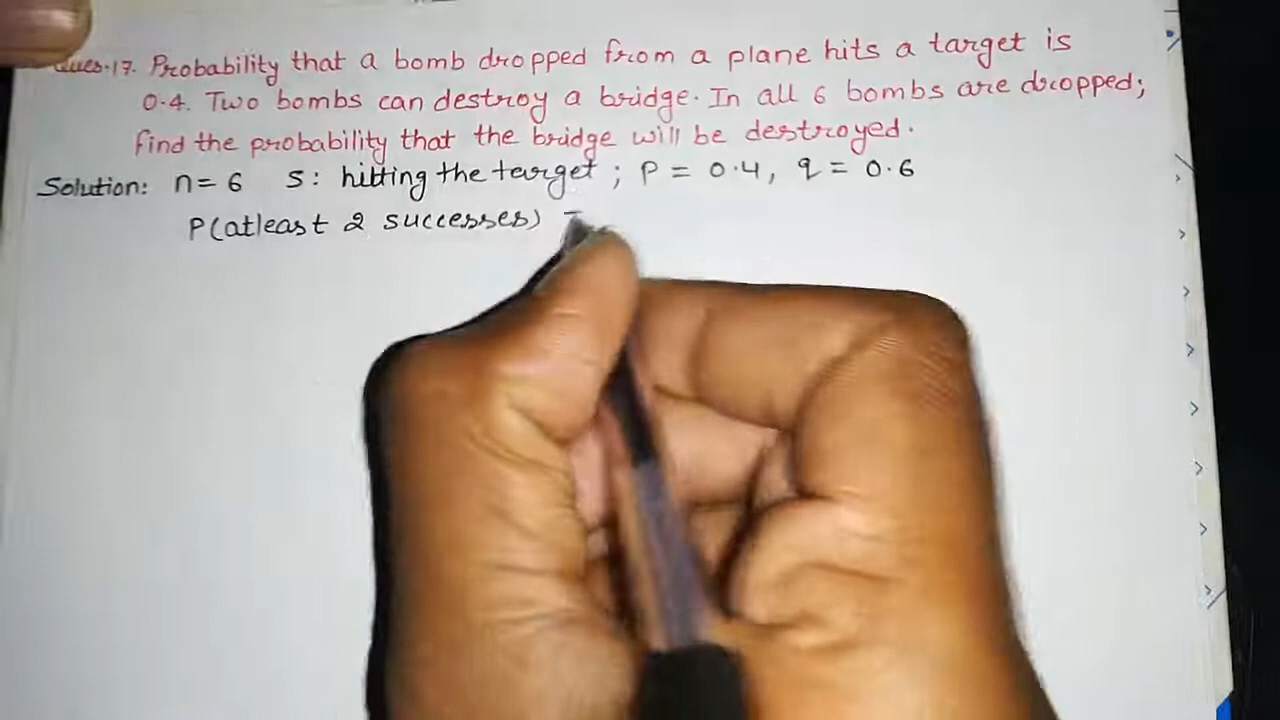 Ques.17. Probability that a bomb dropped from a plane hits a target is
0.4. Two bombs can destroy a bridge. In all 6 bombs are dropped;
find the probability that the bridge will be destroyed.
Solution: n = 6 S: hitting the target ; p = 0.4, q = 0.6
P(atleast 2 successes)